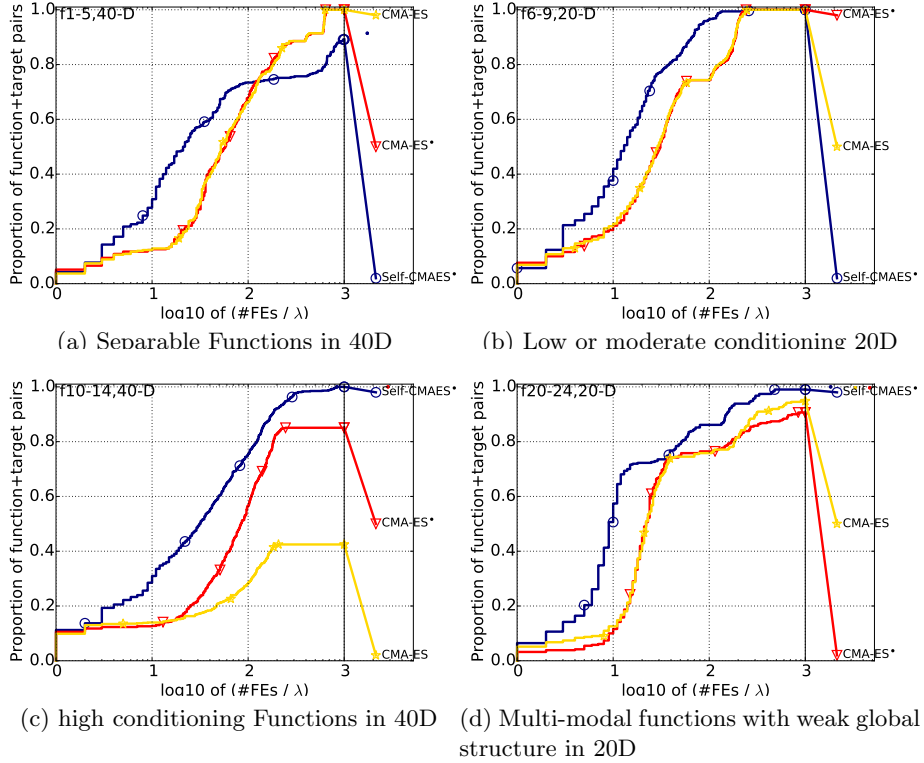 f1-5,40-D
Proportion of function+target pairs
1.0
0.8
0.6
0.4
0.2
0.0
0
1
2
3
log10 of (#FEs / λ)
CMA-ES
CMA-ES•
Self-CMAES•
(a) Separable Functions in 40D
f6-9,20-D
Proportion of function+target pairs
1.0
0.8
0.6
0.4
0.2
0.0
0
1
2
3
log10 of (#FEs / λ)
CMA-ES•
CMA-ES
Self-CMAES•
(b) Low or moderate conditioning 20D
f10-14,40-D
Proportion of function+target pairs
1.0
0.8
0.6
0.4
0.2
0.0
0
1
2
3
log10 of (#FEs / λ)
Self-CMAES•
CMA-ES•
CMA-ES
(c) high conditioning Functions in 40D
f20-24,20-D
Proportion of function+target pairs
1.0
0.8
0.6
0.4
0.2
0.0
0
1
2
3
log10 of (#FEs / λ)
Self-CMAES•
CMA-ES
CMA-ES•
(d) Multi-modal functions with weak global
structure in 20D